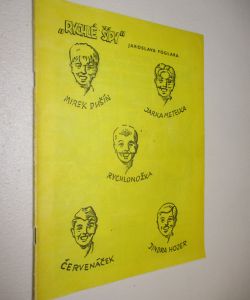 „RYCHLÉ ŠÍPY"
JAROSLAVA FOGLARA
MIREK DUŠÍN
JARKA METELKA
RYCHLONOŽKA
ČERVENÁČEK
JINDRA HOJER